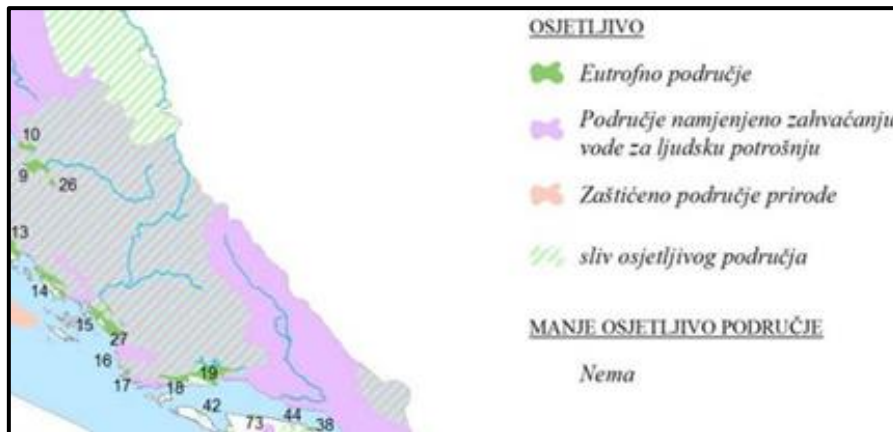 OSJETLJIVO
Eutrofno područje
Područje namjenjeno zahvaćanju
vode za ljudsku potrošnju
Zaštićeno područje prirode
sliv osjetljivog područja
MANJE OSJETLJIVO PODRUČJE
Nema
10
9
26
13
14
15
27
16
17
18
19
42
44
73
38